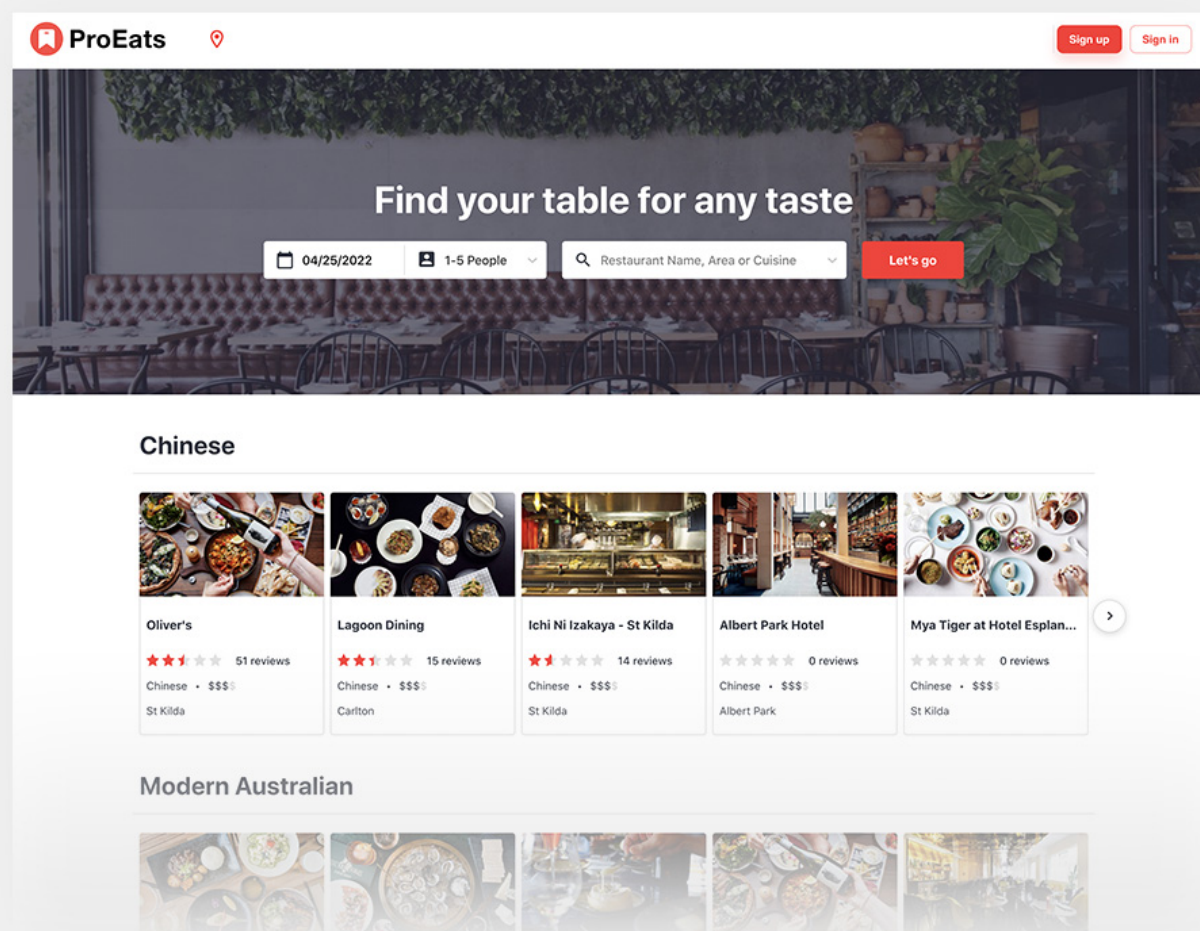 ProEats
Sign up
Sign in
Find your table for any taste
04/25/2022
1-5 People
Restaurant Name, Area or Cuisine
Let's go
Chinese
Oliver's
51 reviews
Chinese • $$$$
St Kilda
Lagoon Dining
15 reviews
Chinese • $$$$
Carlton
Ichi Ni Izakaya - St Kilda
14 reviews
Chinese • $$$$
St Kilda
Albert Park Hotel
0 reviews
Chinese • $$$$
Albert Park
Mya Tiger at Hotel Esplan...
0 reviews
Chinese • $$$$
St Kilda
Modern Australian